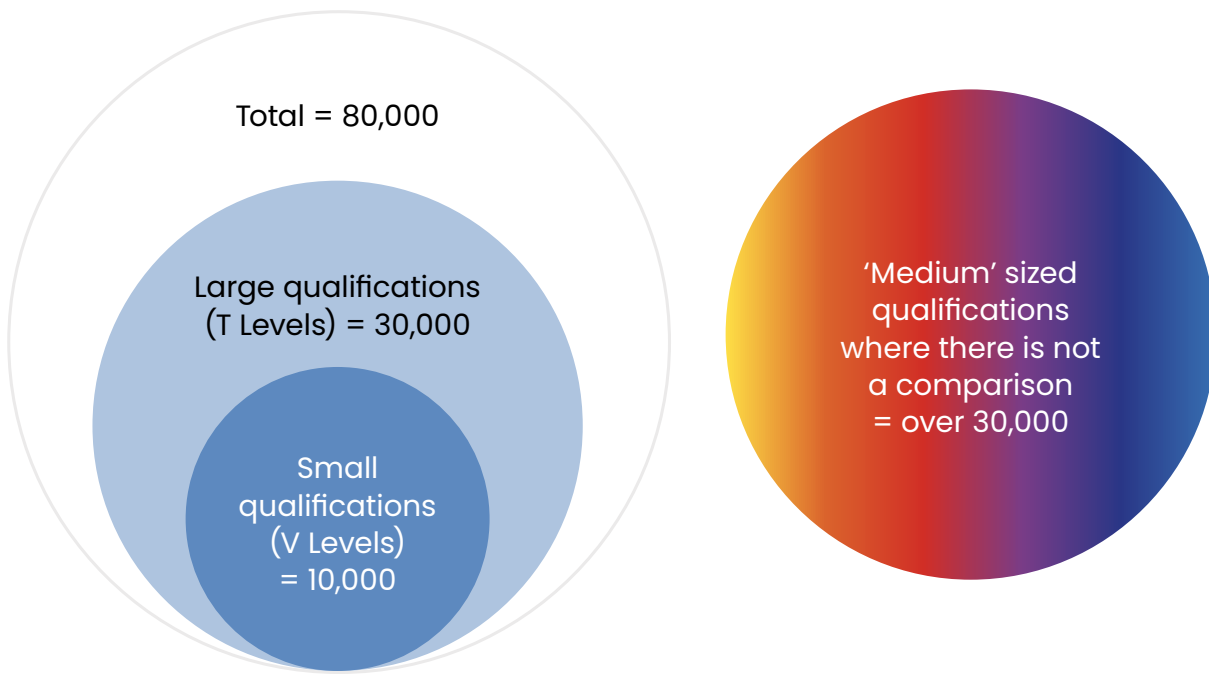 Total = 80,000
Large qualifications
(T Levels) = 30,000
Small
qualifications
(V Levels)
= 10,000
‘Medium’ sized
qualifications
where there is not
a comparison
= over 30,000